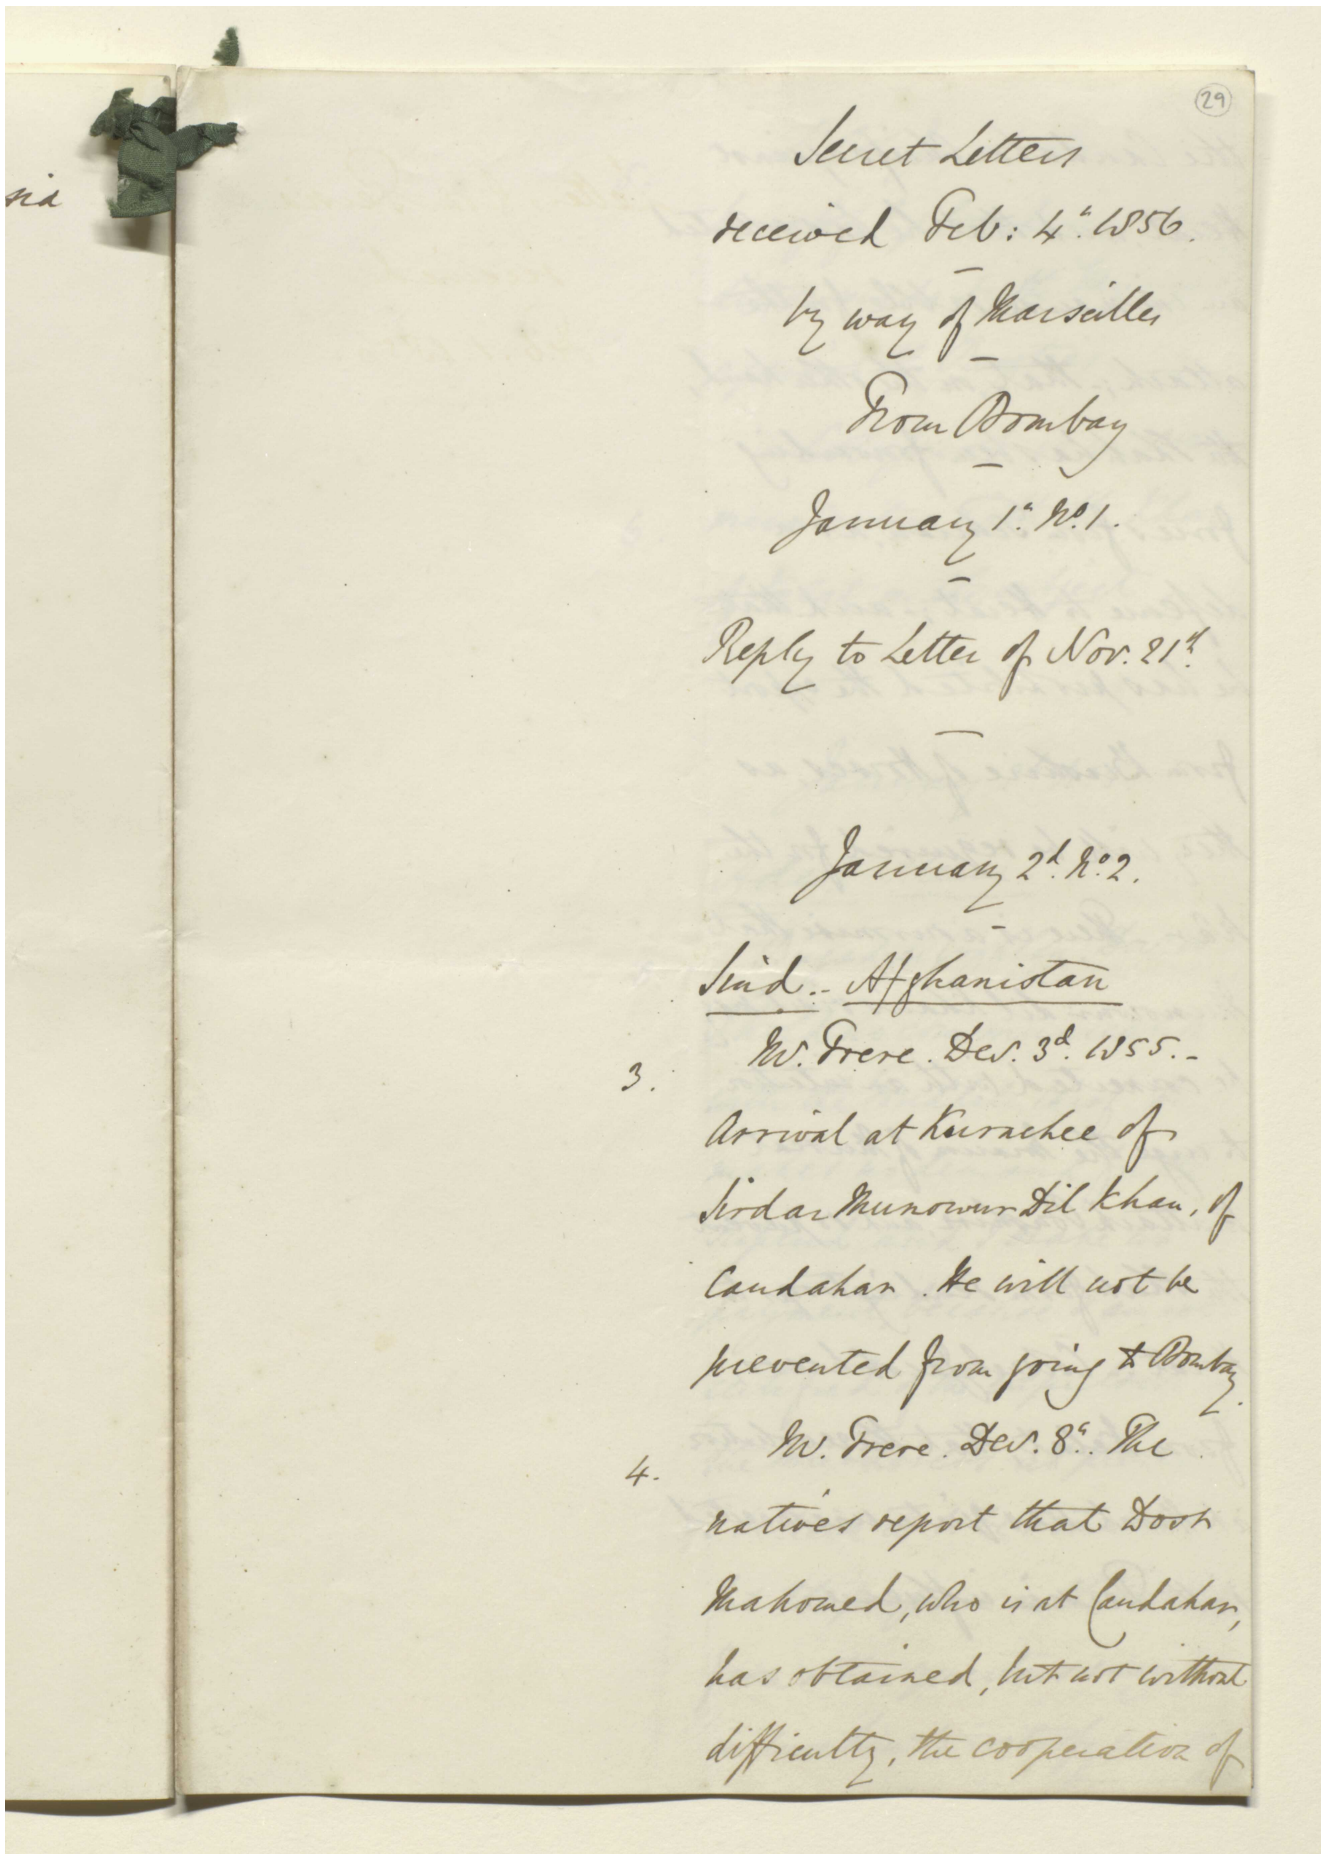 29
Secret Letters
received Feb: 4th. 1856.
by way of Marseilles
From Bombay
January 1st. No. 1.
Reply to Letter of Nov. 21st.
January 2d. No. 2.
Sind.- Afghanistan
3. Mr. Frere. Dec. 3d. 1855.-
Arrival at Kurachee of
Sirdar Munowur Dil Khan, of
Candahar. He will not be
prevented from going to Bombay.
4. Mr. Frere. Dec. 8th. The
natives report that Dost
Mahomed, who is at Candahar,
has obtained, but not without
difficulty, the cooperation of